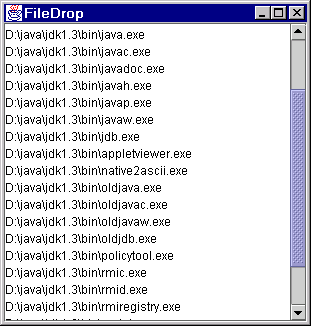 FileDrop
D:\java\jdk1.3\bin\java.exe
D:\java\jdk1.3\bin\javac.exe
D:\java\jdk1.3\bin\javadoc.exe
D:\java\jdk1.3\bin\javah.exe
D:\java\jdk1.3\bin\javap.exe
D:\java\jdk1.3\bin\javaw.exe
D:\java\jdk1.3\bin\jdb.exe
D:\java\jdk1.3\bin\appletviewer.exe
D:\java\jdk1.3\bin\native2ascii.exe
D:\java\jdk1.3\bin\oldjava.exe
D:\java\jdk1.3\bin\oldjavac.exe
D:\java\jdk1.3\bin\oldjavaw.exe
D:\java\jdk1.3\bin\oldjdb.exe
D:\java\jdk1.3\bin\policytool.exe
D:\java\jdk1.3\bin\rmic.exe
D:\java\jdk1.3\bin\rmid.exe
D:\java\jdk1.3\bin\rmiregistry.exe